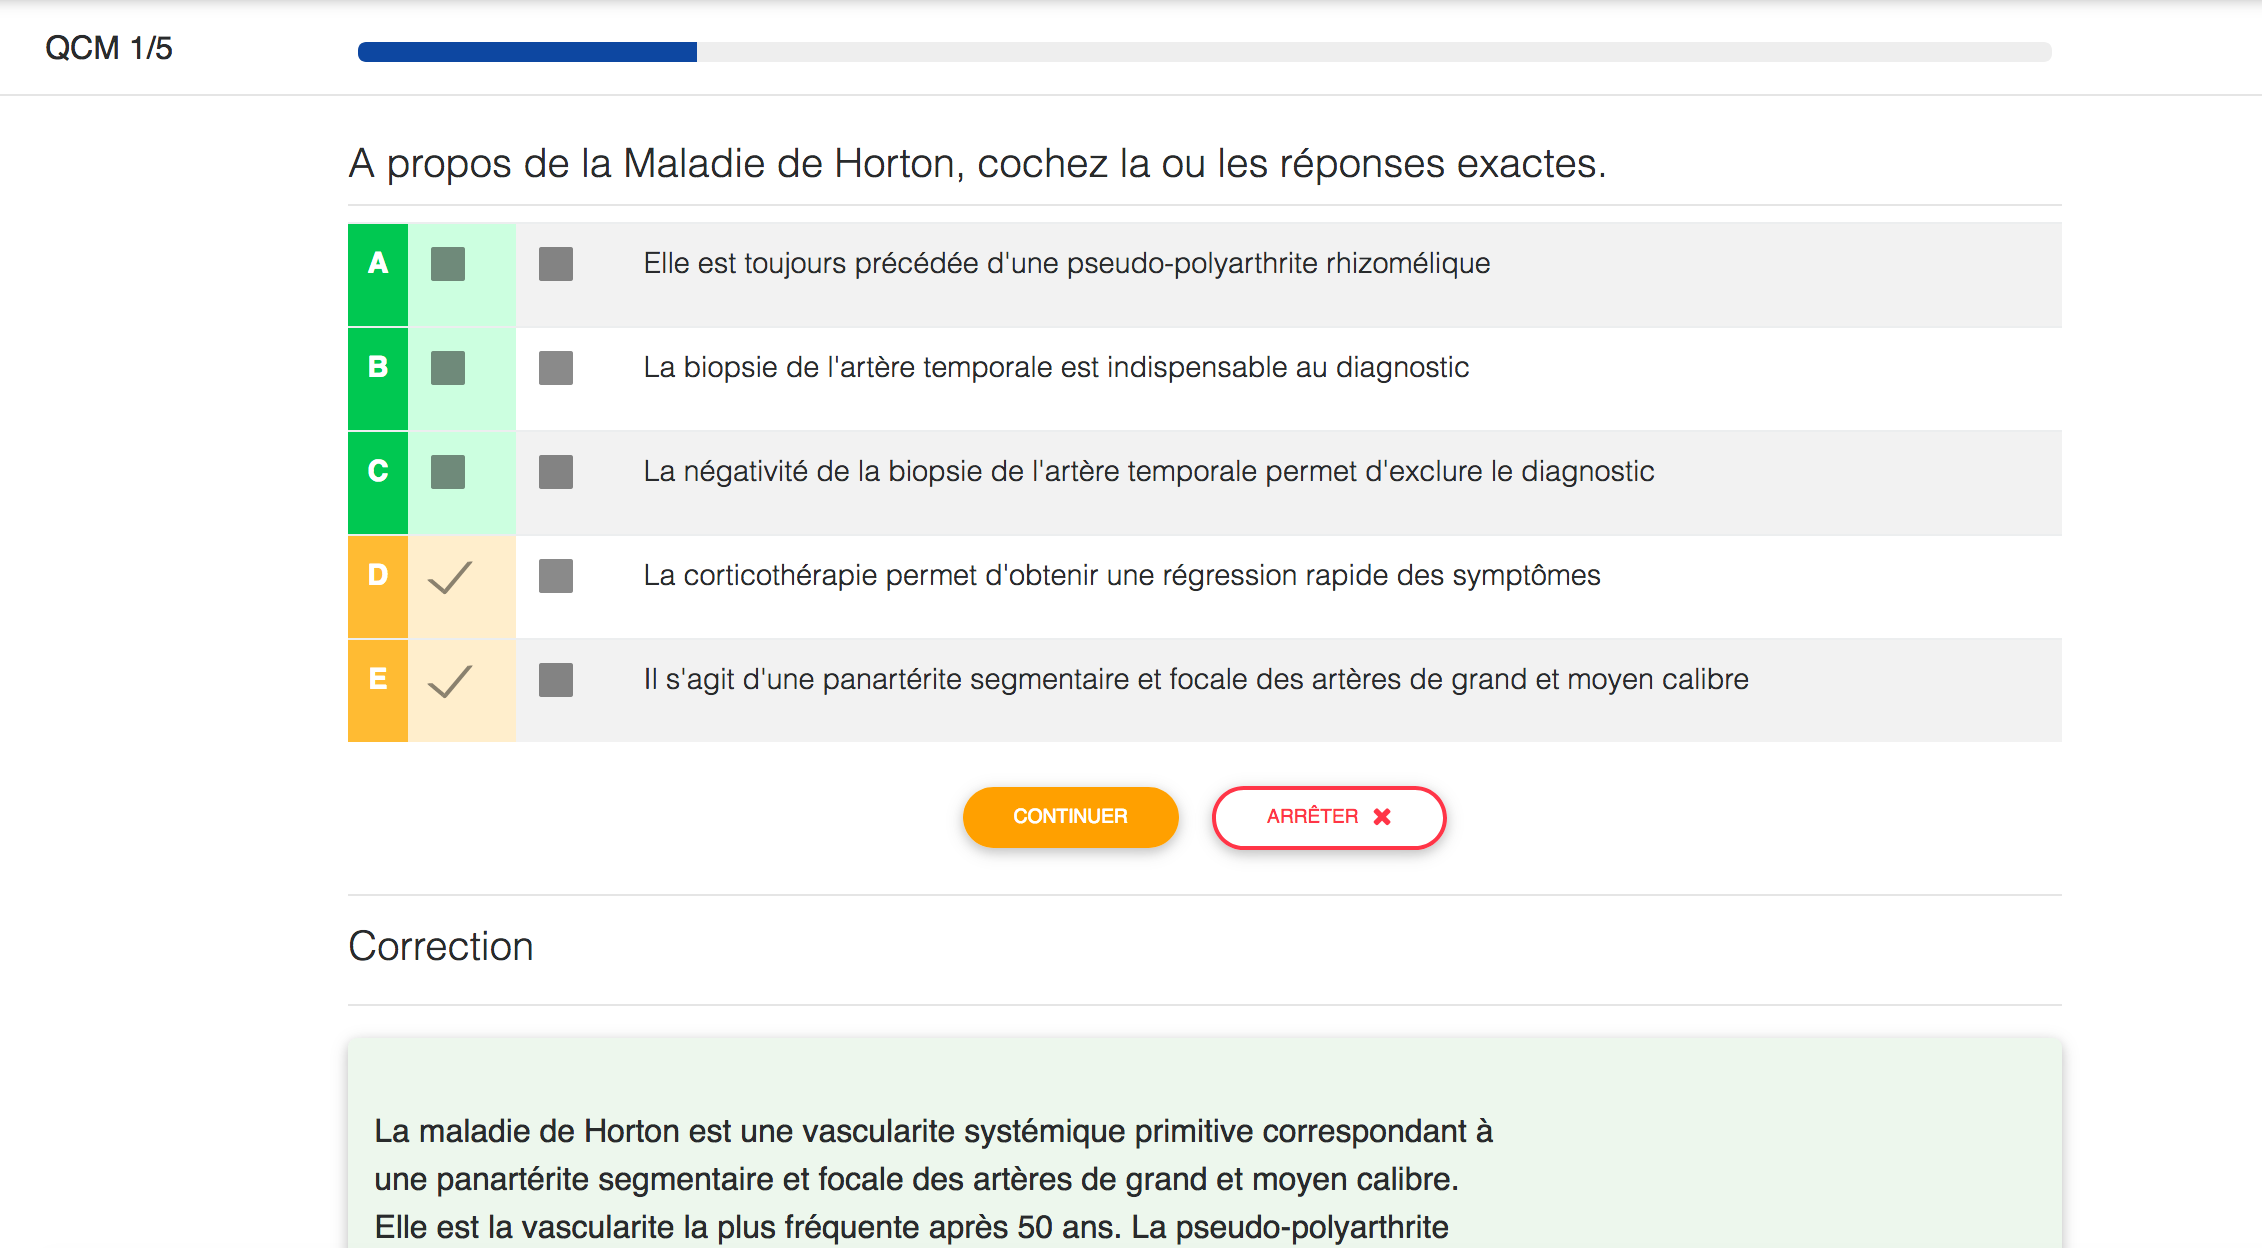 QCM 1/5
A propos de la Maladie de Horton, cochez la ou les réponses exactes.
A Elle est toujours précédée d'une pseudo-polyarthrite rhizomélique
B La biopsie de l'artère temporale est indispensable au diagnostic
C La négativité de la biopsie de l'artère temporale permet d'exclure le diagnostic
D La corticothérapie permet d'obtenir une régression rapide des symptômes
E Il s'agit d'une panartérite segmentaire et focale des artères de grand et moyen calibre
CONTINUER ARRÊTER
Correction
La maladie de Horton est une vascularite systémique primitive correspondant à
une panartérite segmentaire et focale des artères de grand et moyen calibre.
Elle est la vascularite la plus fréquente après 50 ans. La pseudo-polyarthrite